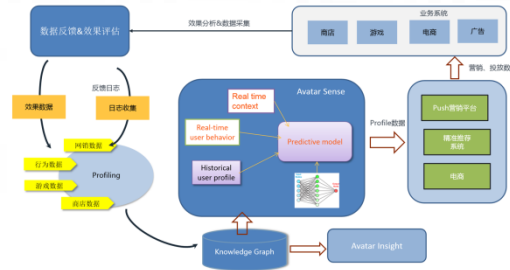 数据反馈&效果评估
效果分析&数据采集
业务系统
商店
游戏
电商
广告
反馈日志
效果数据
日志收集
营销、投放数
Avatar Sense
Real time
context
Real-time
user behavior
Predictive model
Historical
user profile
Profile数据
Push营销平台
精准推荐
系统
电商
网销数据
行为数据
游戏数据
商店数据
Profiling
Knowledge Graph
Avatar Insight